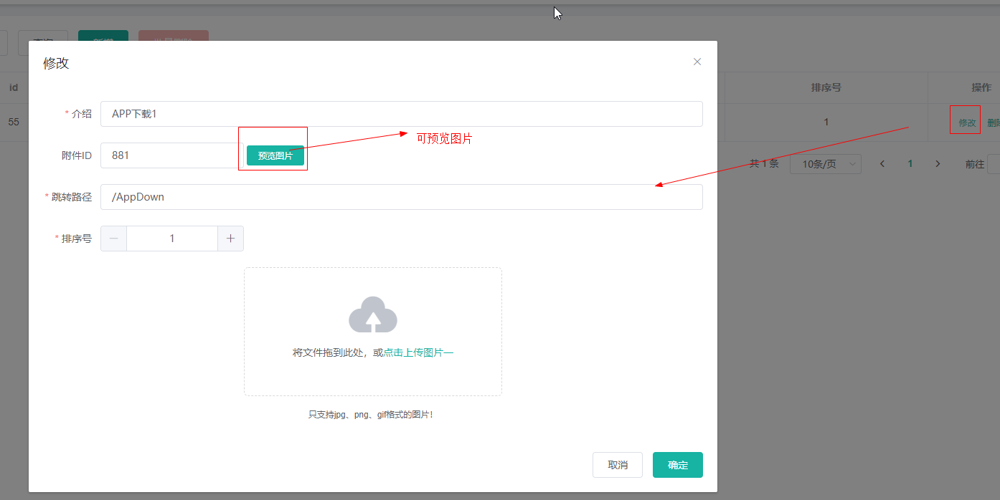 修改
id
排序号
操作
* 介绍
APP下载1
55
1
修改
附件ID
881
预览图片
可预览图片
共 1 条
10条/页
1
前往
* 跳转路径
/AppDown
* 排序号
1
将文件拖到此处，或点击上传图片一
只支持jpg、png、gif格式的图片!
取消
确定